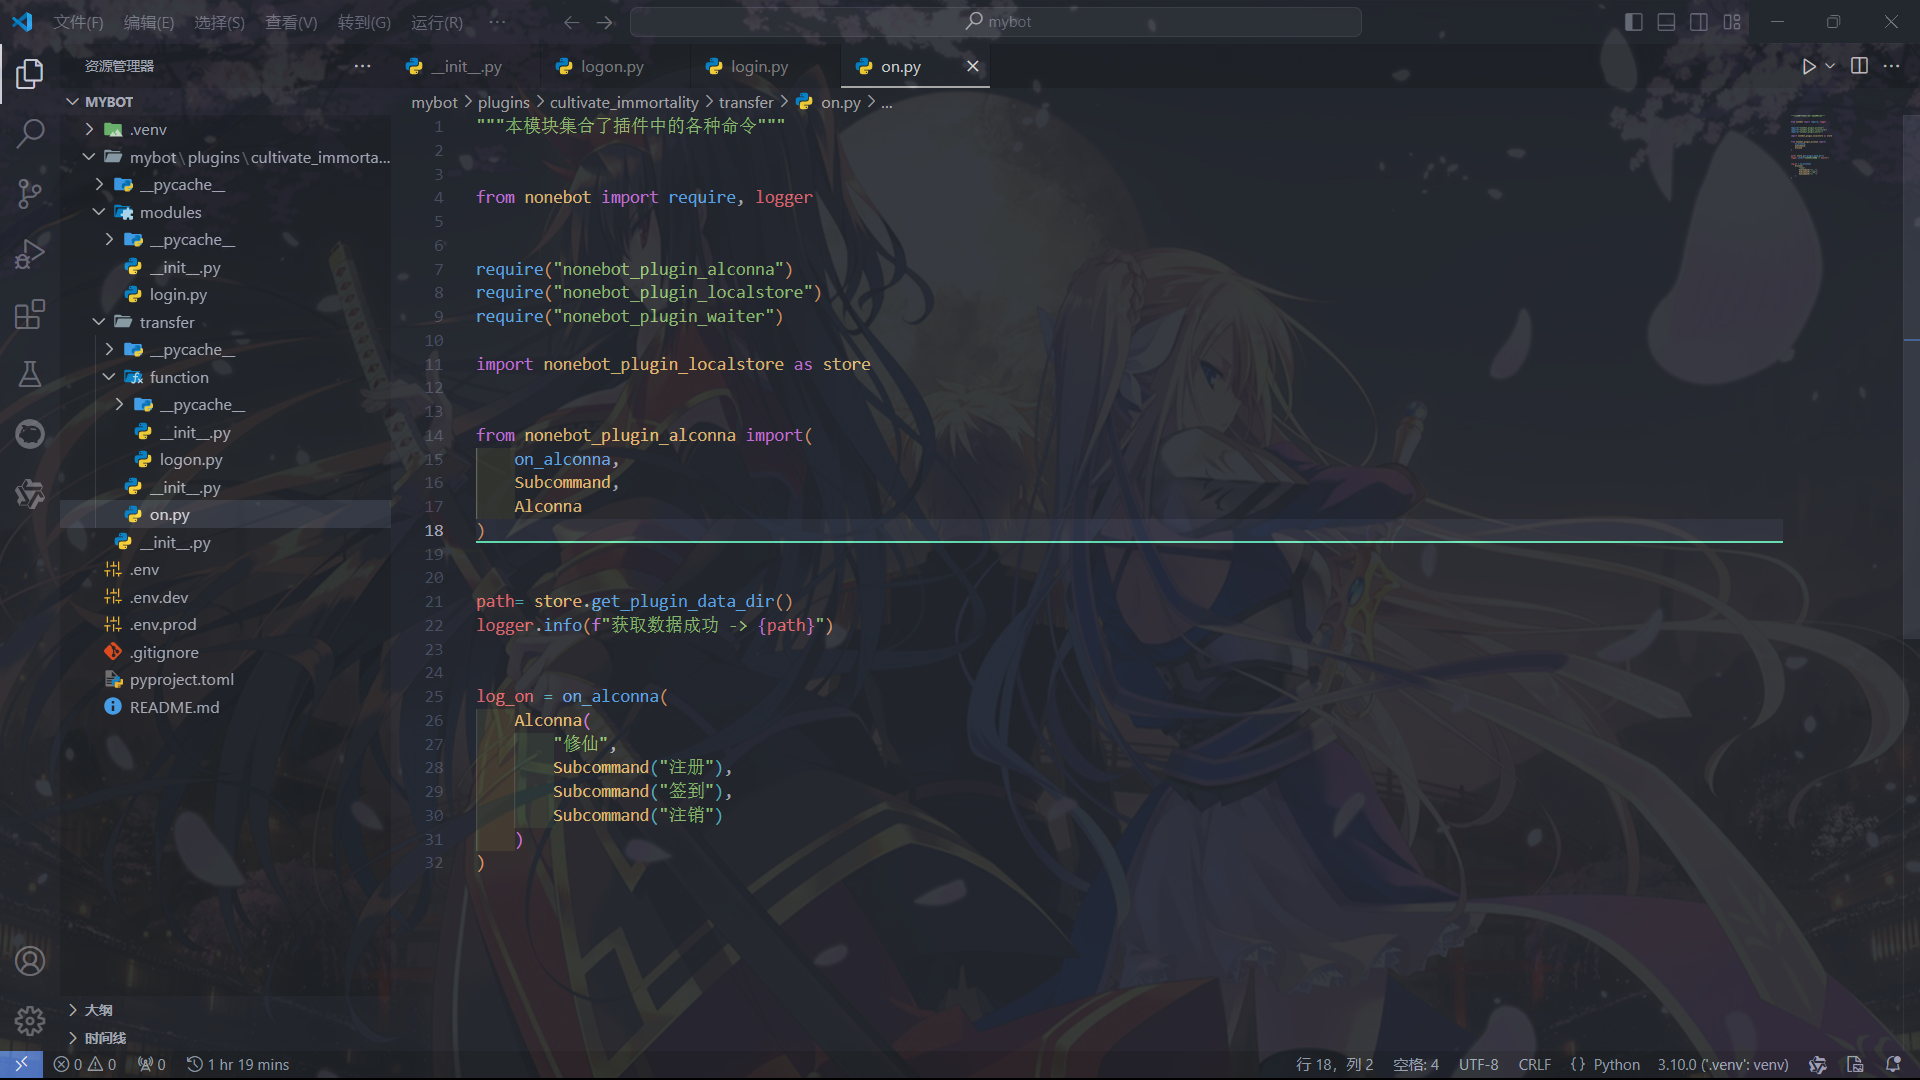 文件(F) 编辑(E) 选择(S) 查看(V) 转到(G) 运行(R) ··· mybot
资源管理器 ···
__init__.py logon.py login.py on.py
MYBOT
.venv
mybot\plugins\cultivate_immorta...
__pycache__
modules
__pycache__
__init__.py
login.py
transfer
__pycache__
function
__pycache__
__init__.py
logon.py
__init__.py
on.py
__init__.py
.env
.env.dev
.env.prod
.gitignore
pyproject.toml
README.md
大纲
时间线
mybot > plugins > cultivate_immortality > transfer > on.py > ...
1 """本模块集合了插件中的各种命令"""
2
3
4 from nonebot import require, logger
5
6
7 require("nonebot_plugin_alconna")
8 require("nonebot_plugin_localstore")
9 require("nonebot_plugin_waiter")
10
11 import nonebot_plugin_localstore as store
12
13
14 from nonebot_plugin_alconna import(
15 on_alconna,
16 Subcommand,
17 Alconna
18 )
19
20
21 path= store.get_plugin_data_dir()
22 logger.info(f"获取数据成功 -> {path}")
23
24
25 log_on = on_alconna(
26 Alconna(
27 "修仙",
28 Subcommand("注册"),
29 Subcommand("签到"),
30 Subcommand("注销")
31 )
32 )
0 0 0 1 hr 19 mins 行 18，列 2 空格: 4 UTF-8 CRLF {} Python 3.10.0 ('.venv': venv)